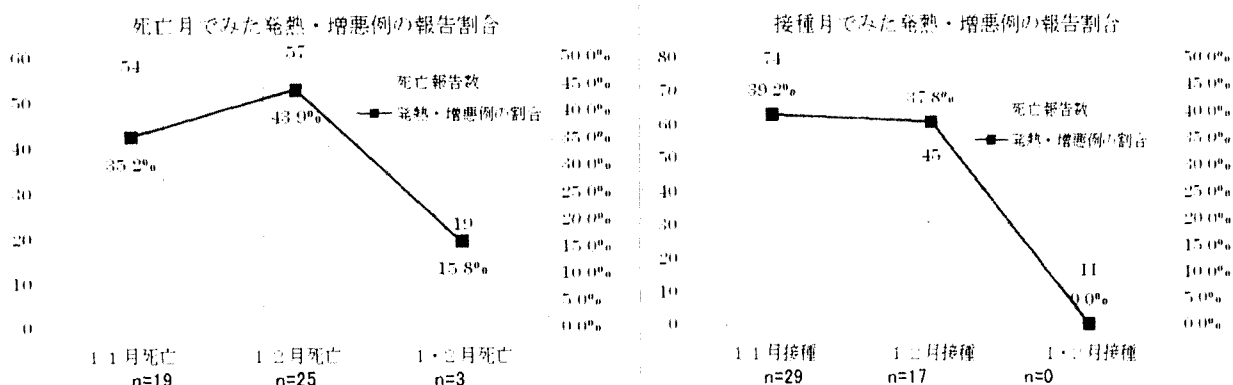 死亡月でみた発熱・増悪例の報告割合
60
50
40
30
20
10
0
54
57
19
35.2%
43.9%
15.8%
死亡報告数
発熱・増悪例の割合
50.0%
45.0%
40.0%
35.0%
30.0%
25.0%
20.0%
15.0%
10.0%
5.0%
0.0%
11月死亡
12月死亡
1・2月死亡
n=19
n=25
n=3
接種月でみた発熱・増悪例の報告割合
80
70
60
50
40
30
20
10
0
74
39.2%
37.8%
45
11
0.0%
死亡報告数
発熱・増悪例の割合
50.0%
45.0%
40.0%
35.0%
30.0%
25.0%
20.0%
15.0%
10.0%
5.0%
0.0%
11月接種
12月接種
1・2月接種
n=29
n=17
n=0